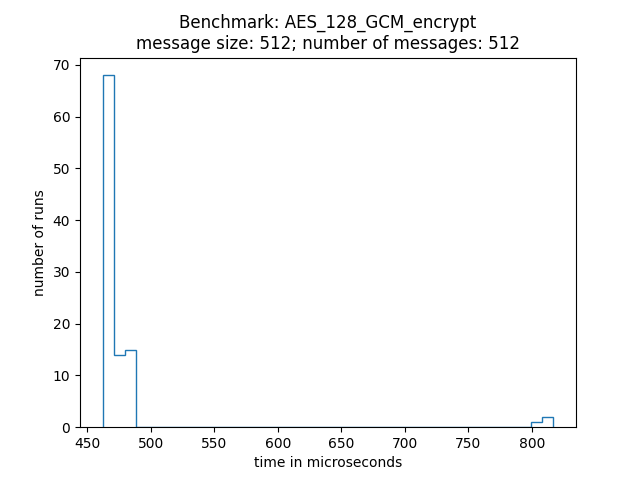 Benchmark: AES_128_GCM_encrypt
message size: 512; number of messages: 512
70
60
50
40
30
20
10
0
number of runs
450 500 550 600 650 700 750 800
time in microseconds